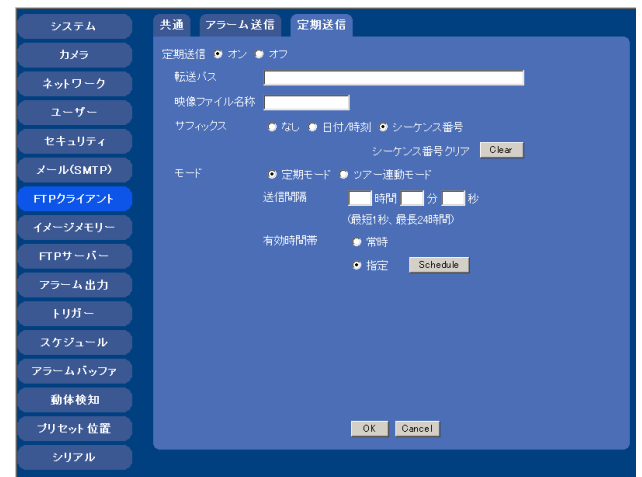 システム
カメラ
ネットワーク
ユーザー
セキュリティ
メール(SMTP)
FTPクライアント
イメージメモリー
FTPサーバー
アラーム出力
トリガー
スケジュール
アラームバッファ
動体検知
プリセット位置
シリアル
共通 アラーム送信 定期送信
定期送信 オン オフ
転送パス
映像ファイル名称
サフィックス なし 日付/時刻 シーケンス番号
シーケンス番号クリア Clear
モード 定期モード ツアー連動モード
送信間隔 時間 分 秒
(最短1秒、最長24時間)
有効時間帯 常時
指定 Schedule
OK Cancel